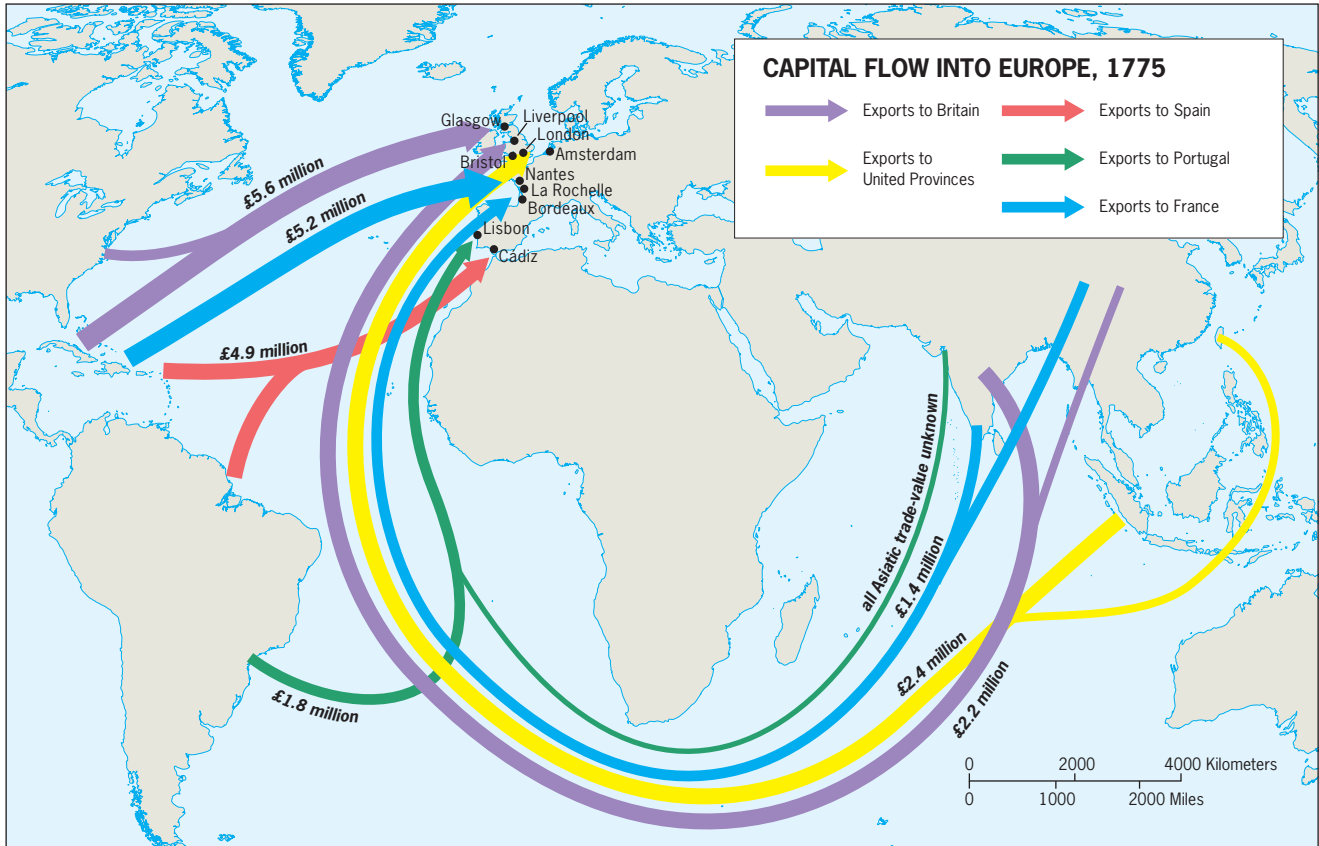 CAPITAL FLOW INTO EUROPE, 1775
Exports to Britain
Exports to Spain
Exports to
United Provinces
Exports to Portugal
Exports to France
Glasgow
Liverpool
London
Bristol
Amsterdam
Nantes
La Rochelle
Bordeaux
Lisbon
Cádiz
£5.6 million
£5.2 million
£4.9 million
£1.8 million
all Asiatic trade-value unknown
£1.4 million
£2.4 million
£2.2 million
0 2000 4000 Kilometers
0 1000 2000 Miles